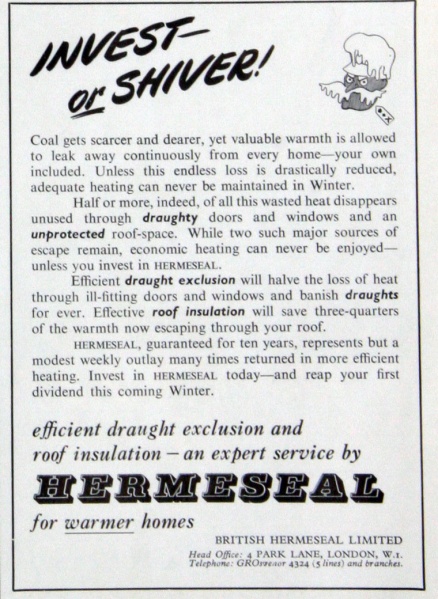 INVEST—
or SHIVER!
Coal gets scarcer and dearer, yet valuable warmth is allowed
to leak away continuously from every home—your own
included. Unless this endless loss is drastically reduced,
adequate heating can never be maintained in Winter.
Half or more, indeed, of all this wasted heat disappears
unused through draughty doors and windows and an
unprotected roof-space. While two such major sources of
escape remain, economic heating can never be enjoyed—
unless you invest in HERMESEAL.
Efficient draught exclusion will halve the loss of heat
through ill-fitting doors and windows and banish draughts
for ever. Effective roof insulation will save three-quarters
of the warmth now escaping through your roof.
HERMESEAL, guaranteed for ten years, represents but a
modest weekly outlay many times returned in more efficient
heating. Invest in HERMESEAL today—and reap your first
dividend this coming Winter.
efficient draught exclusion and
roof insulation – an expert service by
HERMESEAL
for warmer homes
BRITISH HERMESEAL LIMITED
Head Office: 4 PARK LANE, LONDON, W.1.
Telephone: GROsvenor 4324 (5 lines) and branches.